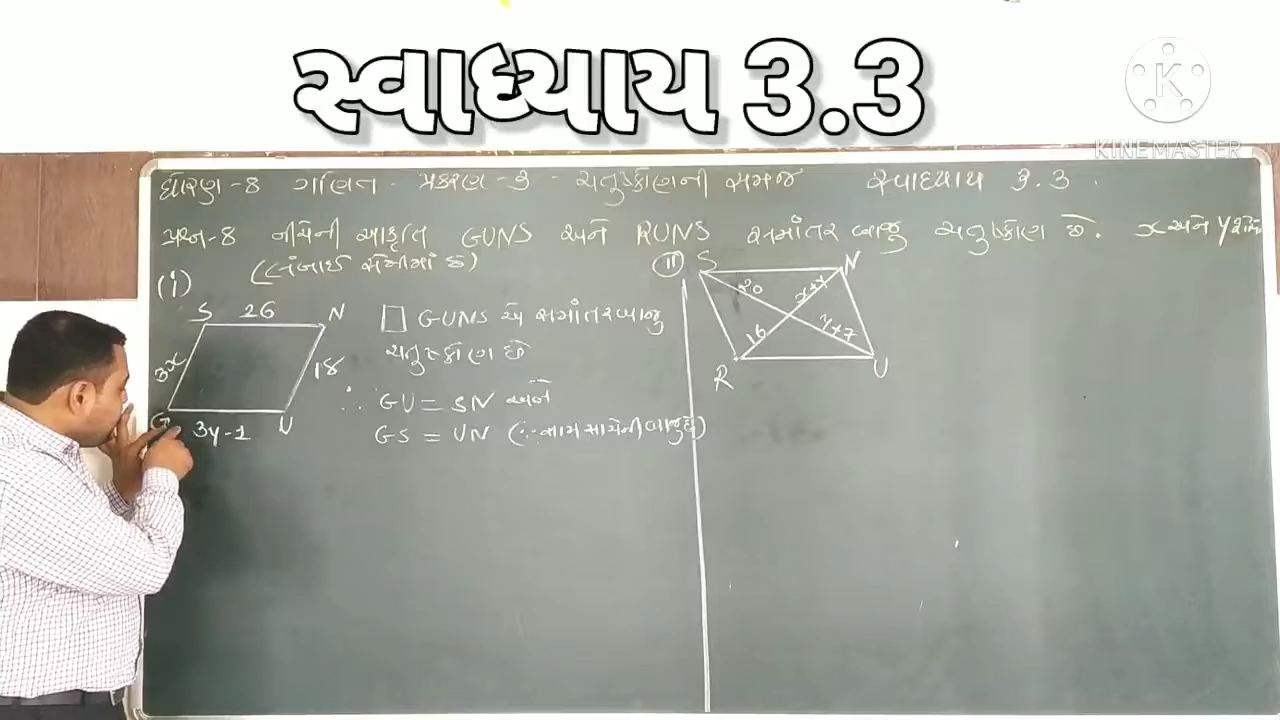 સ્વાધ્યાય 3.3
K
KINEMASTER
ધોરણ-8 ગણિત - પ્રકરણ-3 - ચતુષ્કોણની સમજ સ્વાધ્યાય 3.3.
પ્રશ્ન-8 નીચેની આકૃતિ GUNS અને RUNS સમાંતર બાજુ ચતુષ્કોણ છે. x અને y શોધો
(લંબાઈ સેમીમાં છે)
(i)
S 26 N
3x
18
G 3y-1 U
□ GUNS એ સમાંતરબાજુ
ચતુષ્કોણ છે
∴ GU = SN અને
GS = UN (∵ સામ સામેની બાજુ છે)
(ii)
S N
20 x+y
16 y+7
R U